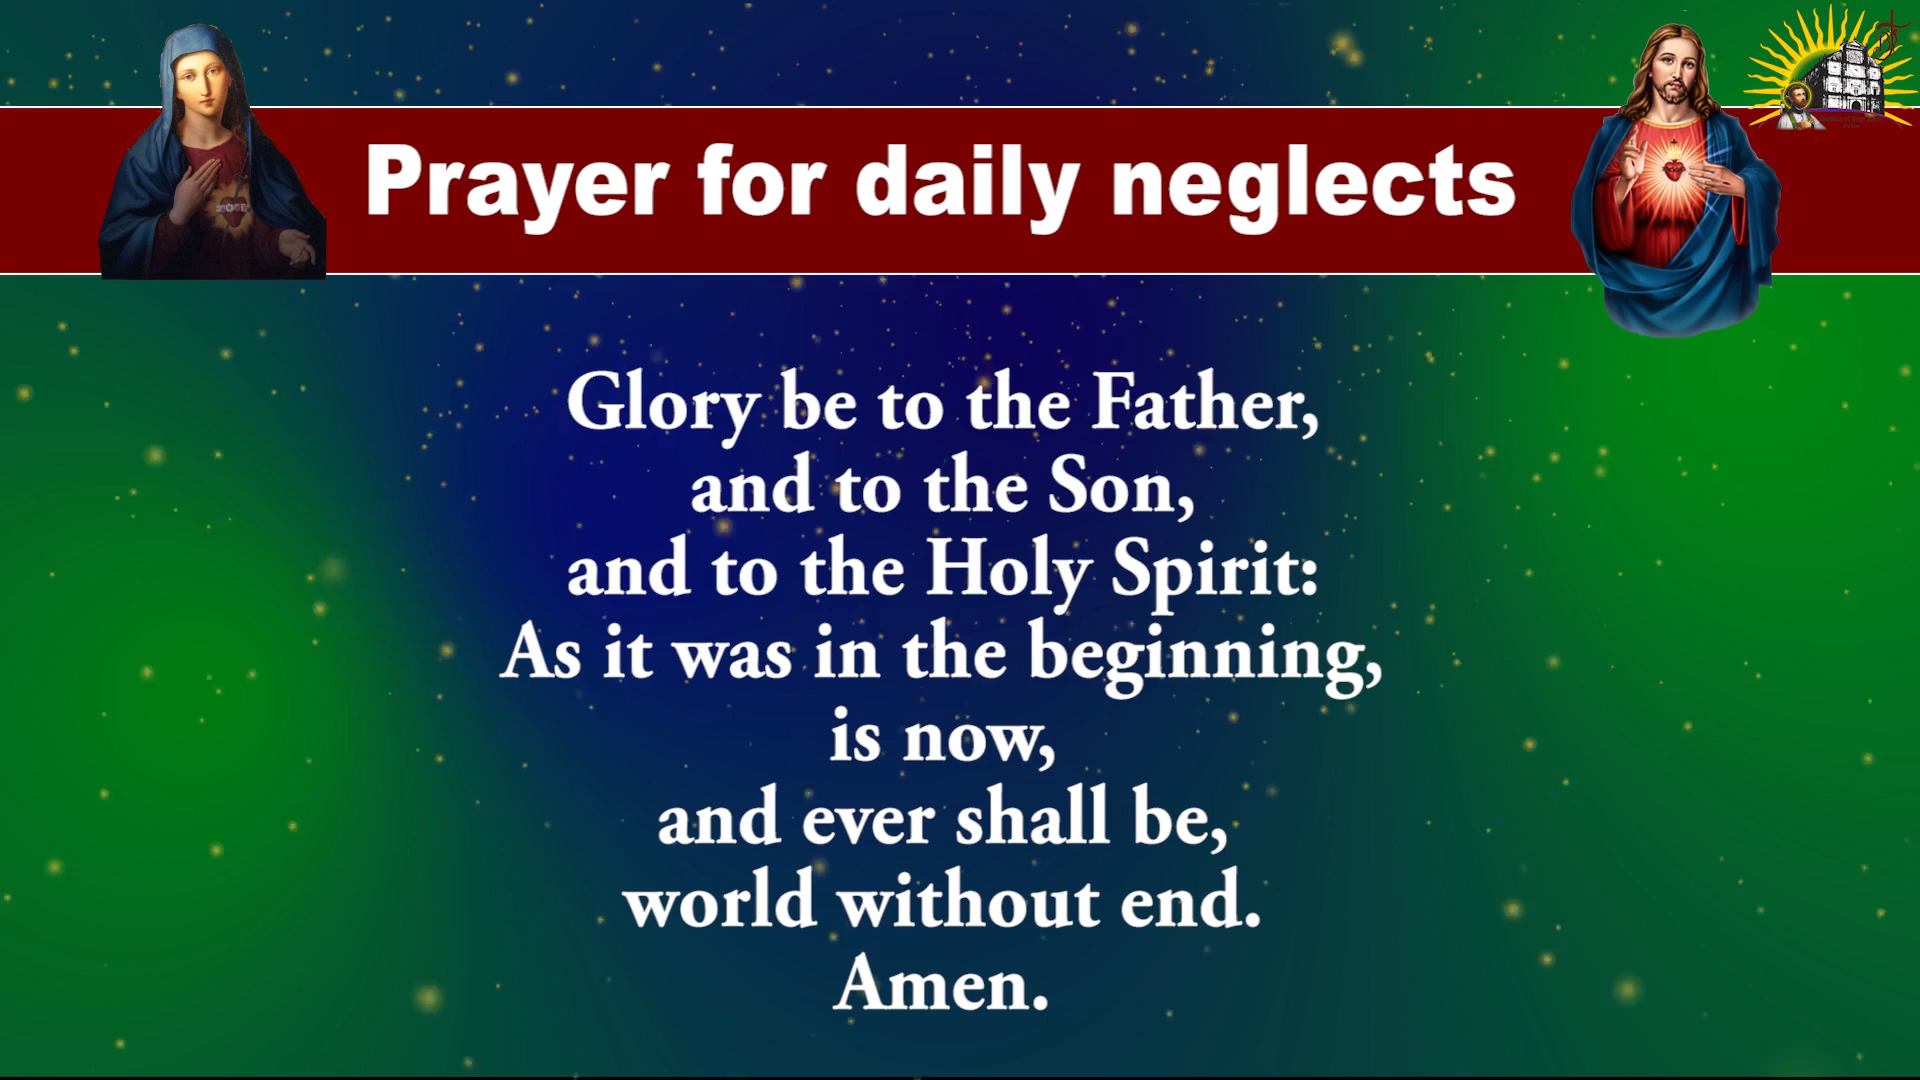 Prayer for daily neglects
Glory be to the Father,
and to the Son,
and to the Holy Spirit:
As it was in the beginning,
is now,
and ever shall be,
world without end.
Amen.